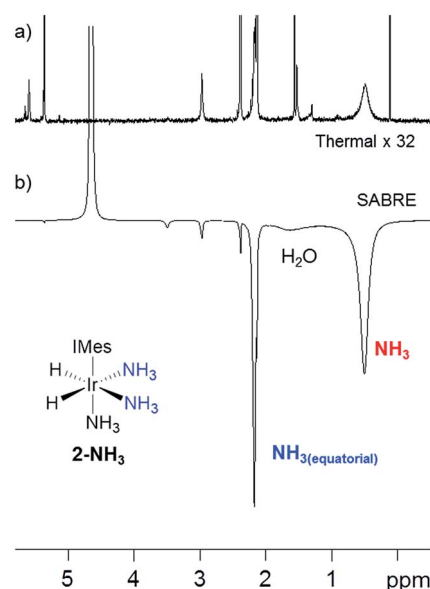 a)
Thermal x 32
b)
SABRE
H₂O
NH₃
IMes
H
NH₃
Ir
H
NH₃
NH₃
2-NH₃
NH₃(equatorial)
5 4 3 2 1 ppm